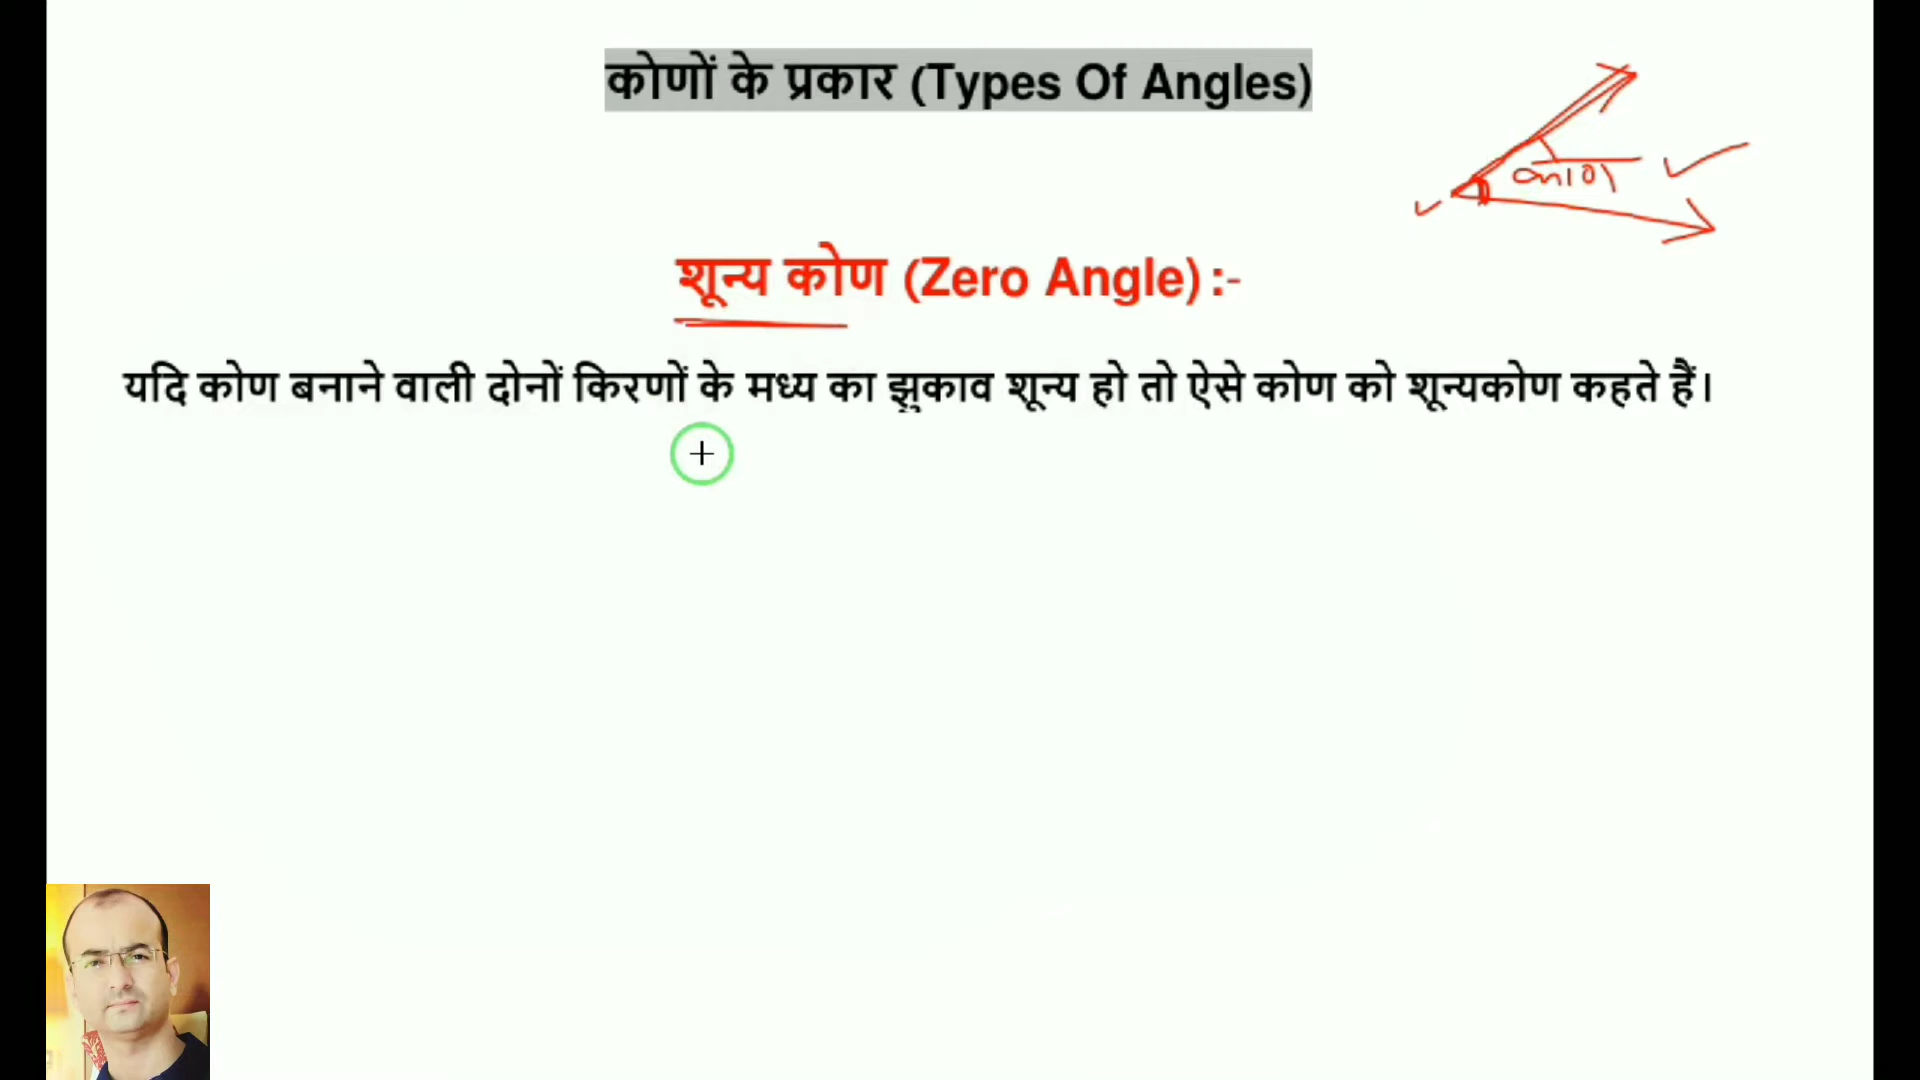 कोणों के प्रकार (Types Of Angles)
कोण
शून्य कोण (Zero Angle) :-
यदि कोण बनाने वाली दोनों किरणों के मध्य का झुकाव शून्य हो तो ऐसे कोण को शून्यकोण कहते हैं।